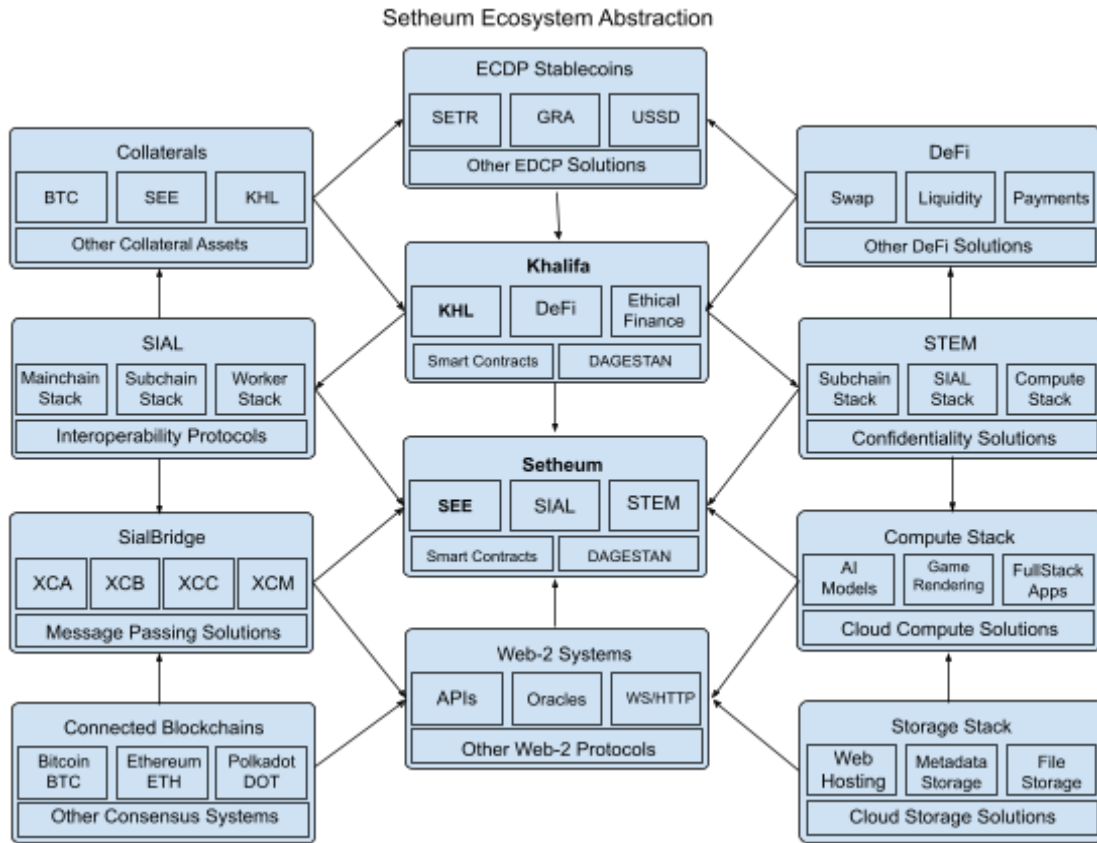 Setheum Ecosystem Abstraction
ECDP Stablecoins
SETR
GRA
USSD
Other EDCP Solutions
Collaterals
BTC
SEE
KHL
Other Collateral Assets
DeFi
Swap
Liquidity
Payments
Other DeFi Solutions
Khalifa
KHL
DeFi
Ethical
Finance
Smart Contracts
DAGESTAN
SIAL
Mainchain
Stack
Subchain
Stack
Worker
Stack
Interoperability Protocols
STEM
Subchain
Stack
SIAL
Stack
Compute
Stack
Confidentiality Solutions
Setheum
SEE
SIAL
STEM
Smart Contracts
DAGESTAN
SialBridge
XCA
XCB
XCC
XCM
Message Passing Solutions
Compute Stack
AI
Models
Game
Rendering
FullStack
Apps
Cloud Compute Solutions
Web-2 Systems
APIs
Oracles
WS/HTTP
Other Web-2 Protocols
Connected Blockchains
Bitcoin
BTC
Ethereum
ETH
Polkadot
DOT
Other Consensus Systems
Storage Stack
Web
Hosting
Metadata
Storage
File
Storage
Cloud Storage Solutions